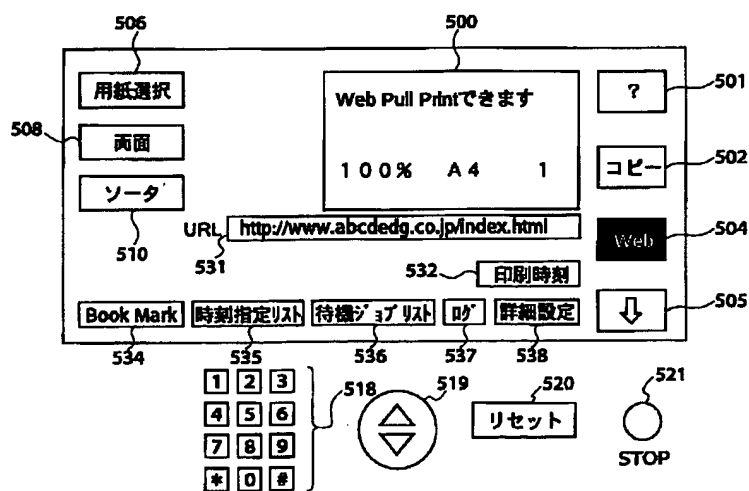 506
500
用紙選択
Web Pull Printできます
?
501
508
両面
100% A4 1
コピー
502
ソータ
510
URL
http://www.abcdedg.co.jp/index.html
Web
504
531
532
印刷時刻
Book Mark
時刻指定リスト
待機ジョブリスト
ログ
詳細設定
⇩
505
534
535
536
537
538
1 2 3
518
519
520
521
4 5 6
リセット
7 8 9
STOP
* 0 #